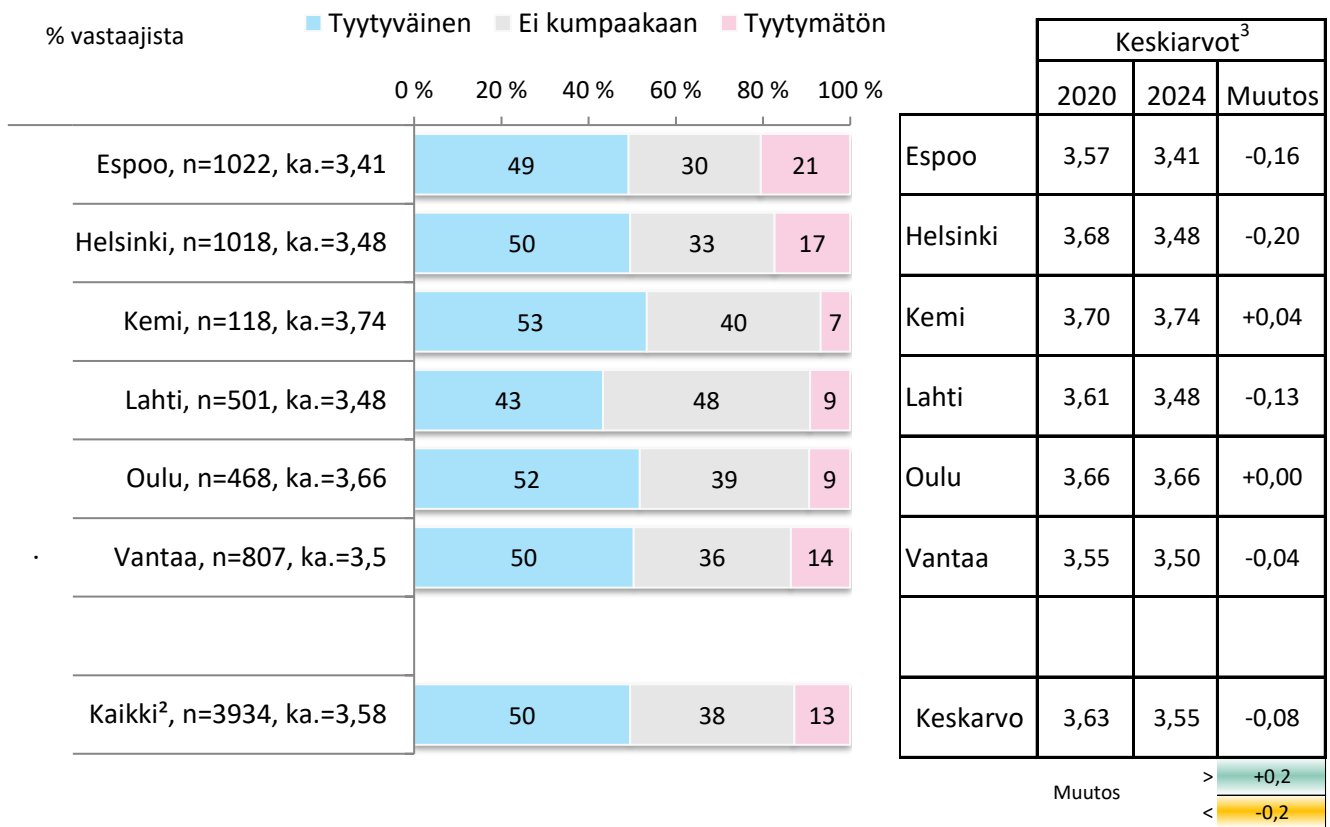 % vastaajista
Tyytyväinen Ei kumpaakaan Tyytymätön
0 % 20 % 40 % 60 % 80 % 100 %
Espoo, n=1022, ka.=3,41 49 30 21
Helsinki, n=1018, ka.=3,48 50 33 17
Kemi, n=118, ka.=3,74 53 40 7
Lahti, n=501, ka.=3,48 43 48 9
Oulu, n=468, ka.=3,66 52 39 9
. Vantaa, n=807, ka.=3,5 50 36 14
Kaikki², n=3934, ka.=3,58 50 38 13
Keskiarvot³
2020 2024 Muutos
Espoo 3,57 3,41 -0,16
Helsinki 3,68 3,48 -0,20
Kemi 3,70 3,74 +0,04
Lahti 3,61 3,48 -0,13
Oulu 3,66 3,66 +0,00
Vantaa 3,55 3,50 -0,04
Keskarvo 3,63 3,55 -0,08
Muutos
> +0,2
< -0,2